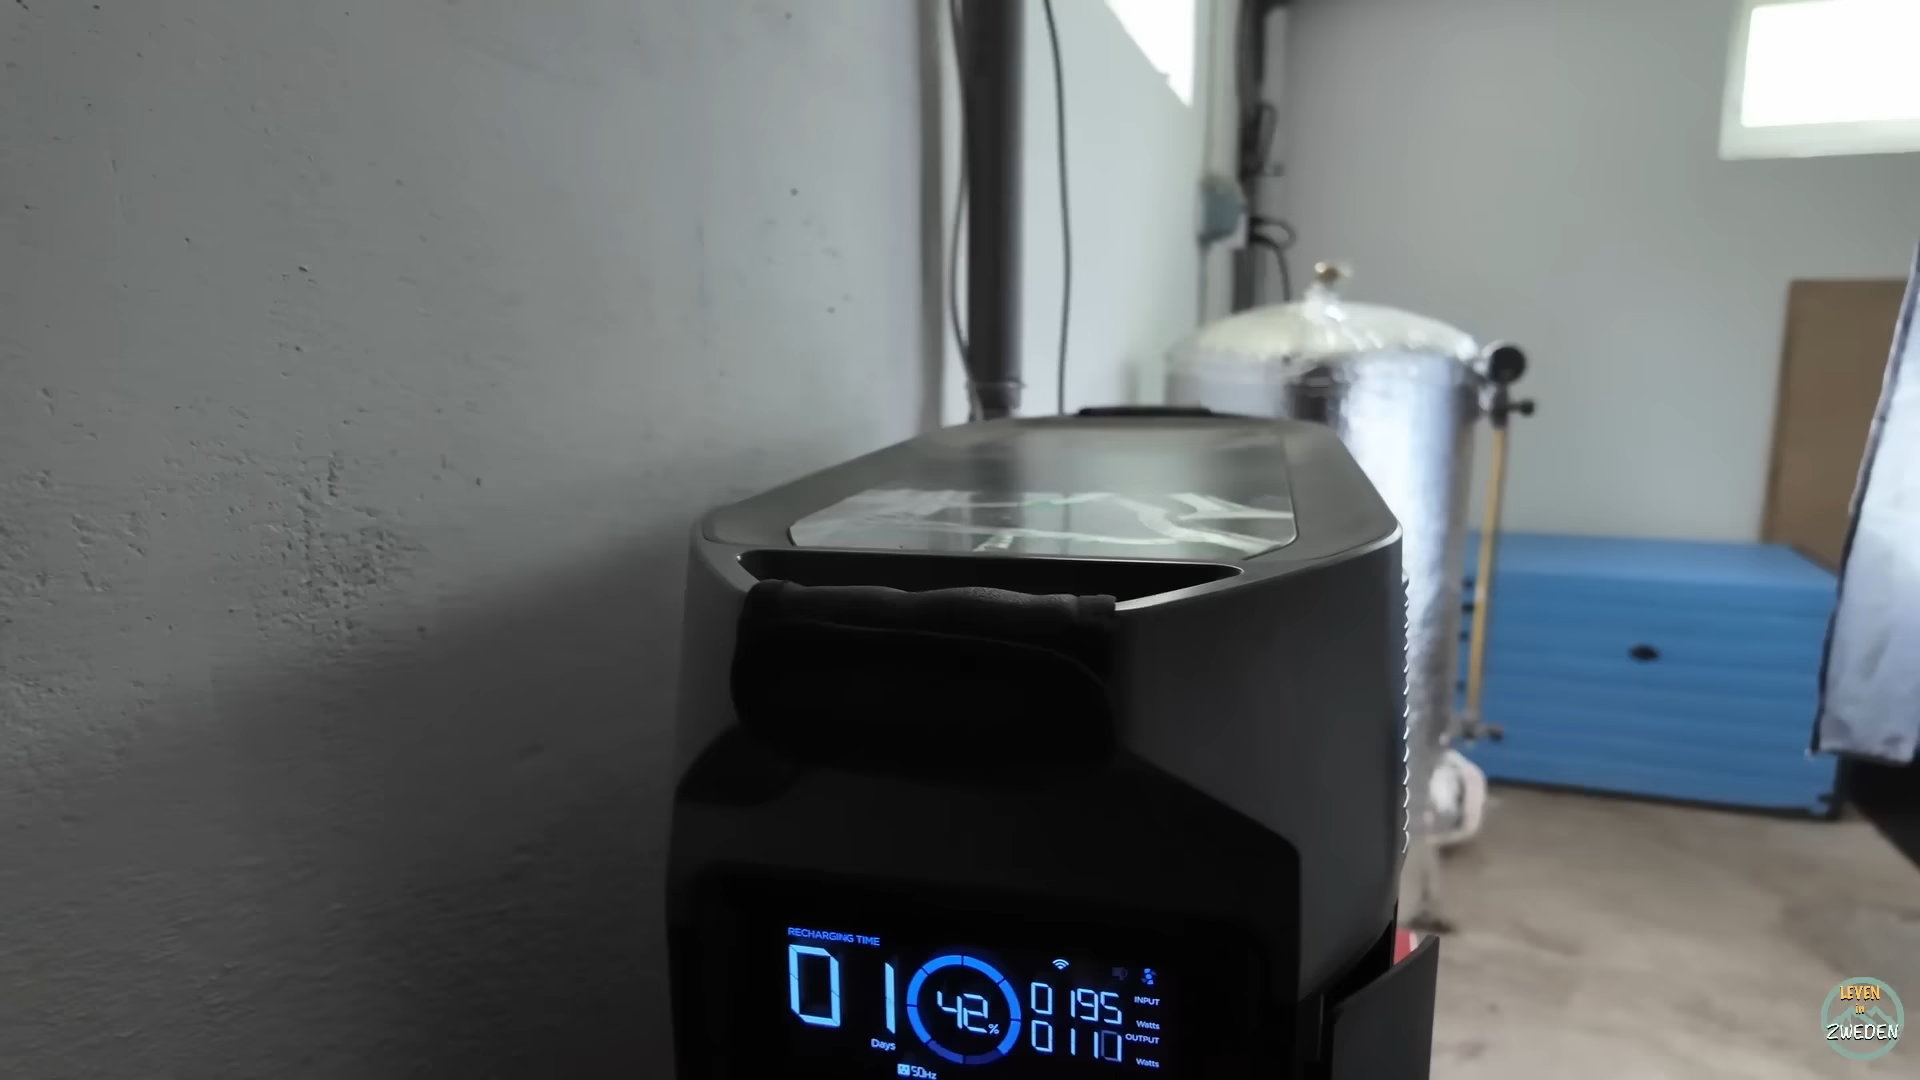 RECHARGING TIME
01
Days
42%
0195
INPUT
Watts
0110
OUTPUT
Watts
50Hz
LEVEN
in
ZWEDEN